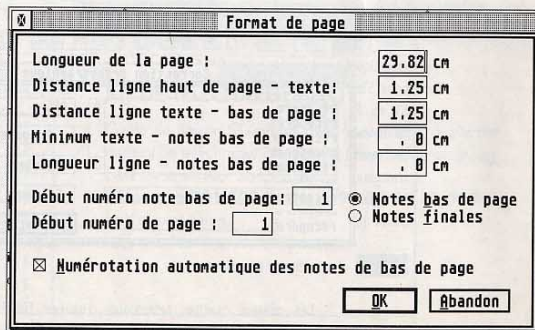 Format de page
Longueur de la page : 29.82 cm
Distance ligne haut de page - texte: 1.25 cm
Distance ligne texte - bas de page : 1.25 cm
Minimum texte - notes bas de page : . 0 cm
Longueur ligne - notes bas de page : . 0 cm
Début numéro note bas de page: 1 Notes bas de page
Début numéro de page : 1 Notes finales
Numérotation automatique des notes de bas de page
OK Abandon